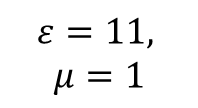 ε = 11,
μ = 1